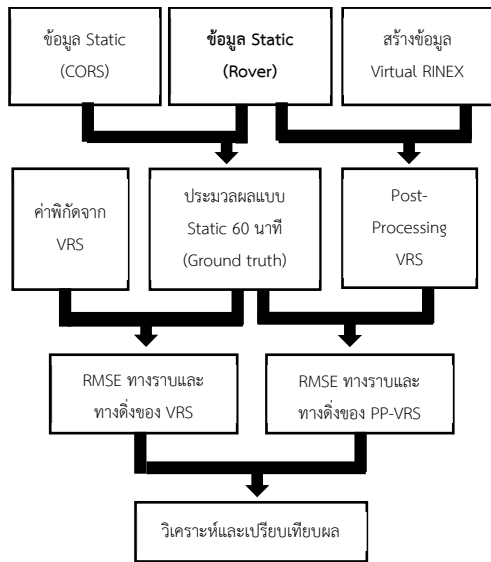 ข้อมูล Static
(CORS)
ข้อมูล Static
(Rover)
สร้างข้อมูล
Virtual RINEX
ค่าพิกัดจาก
VRS
ประมวลผลแบบ
Static 60 นาที
(Ground truth)
Post-
Processing
VRS
RMSE ทางราบและ
ทางดิ่งของ VRS
RMSE ทางราบและ
ทางดิ่งของ PP-VRS
วิเคราะห์และเปรียบเทียบผล